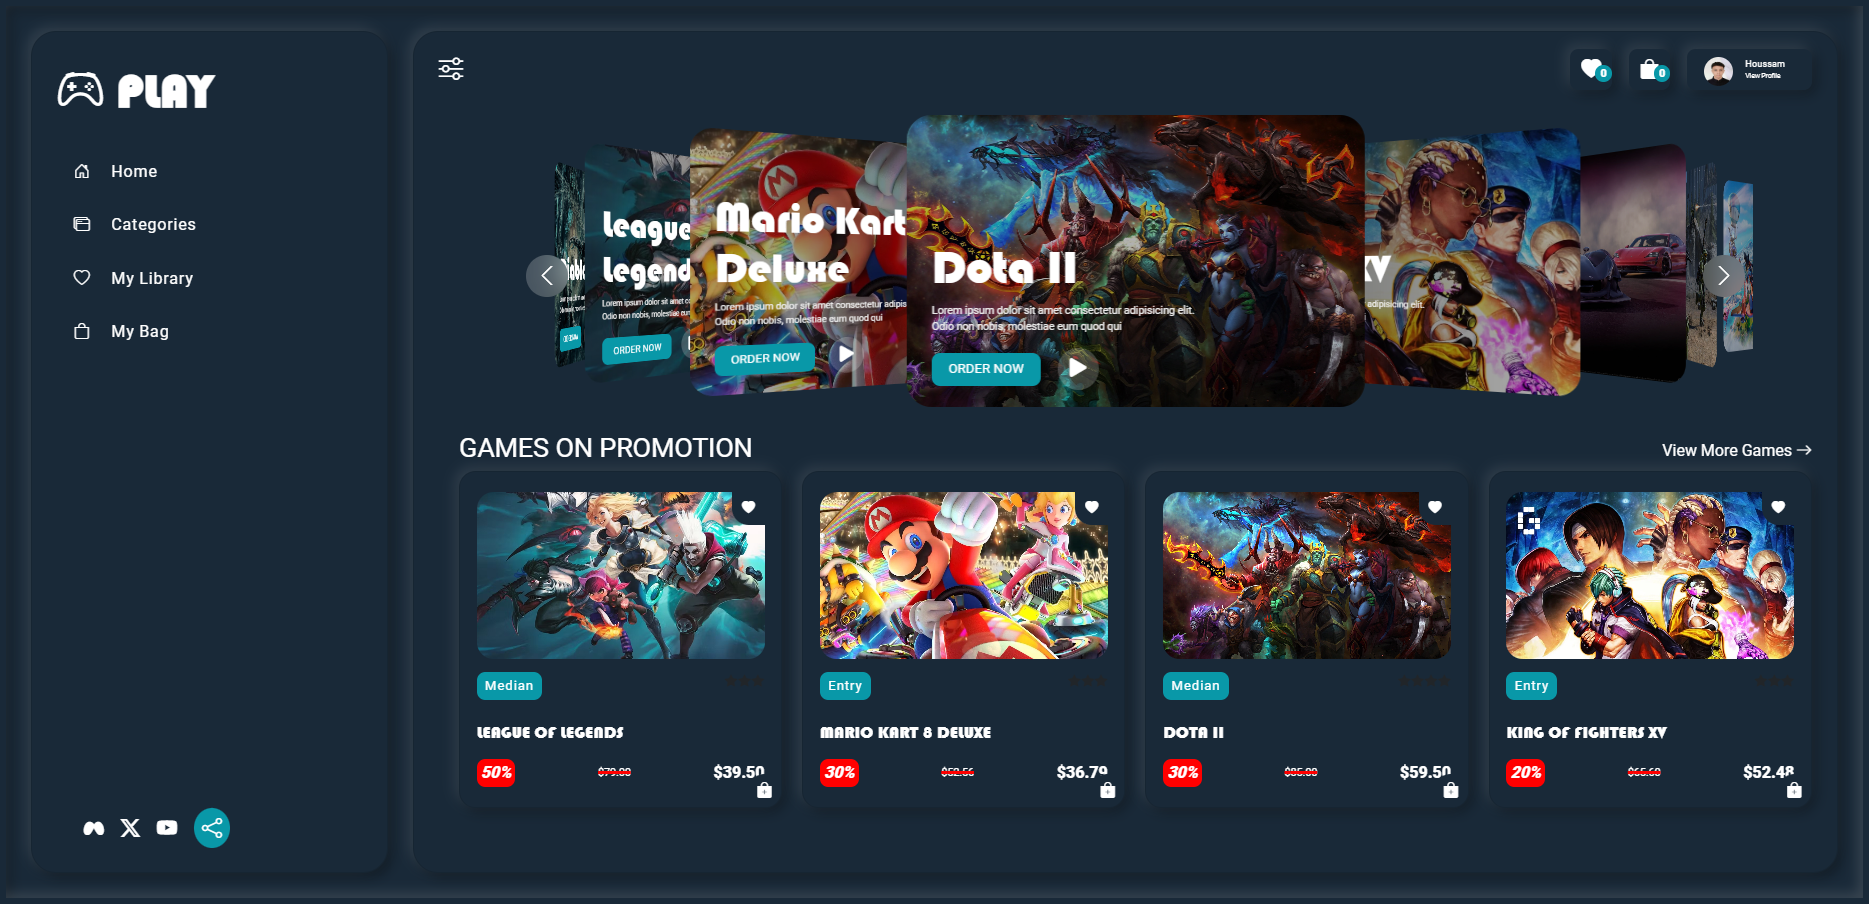 PLAY
Home
Categories
My Library
My Bag
0
0
Houssam
View Profile
League
Legend
Lorem ipsum dolor sit amet
Odio non nobis, molestiae eum
ORDER NOW
Mario Kart
Deluxe
Lorem ipsum dolor sit amet consectetur adipis
Odio non nobis, molestiae eum quod qui
ORDER NOW
Dota II
Lorem ipsum dolor sit amet consectetur adipisicing elit.
Odio non nobis, molestiae eum quod qui
ORDER NOW
XV
adipisicing elit.
GAMES ON PROMOTION
View More Games
Median
LEAGUE OF LEGENDS
50% $79.00 $39.50
Entry
MARIO KART 8 DELUXE
30% $52.56 $36.79
Median
DOTA II
30% $85.00 $59.50
Entry
KING OF FIGHTERS XV
20% $65.60 $52.48